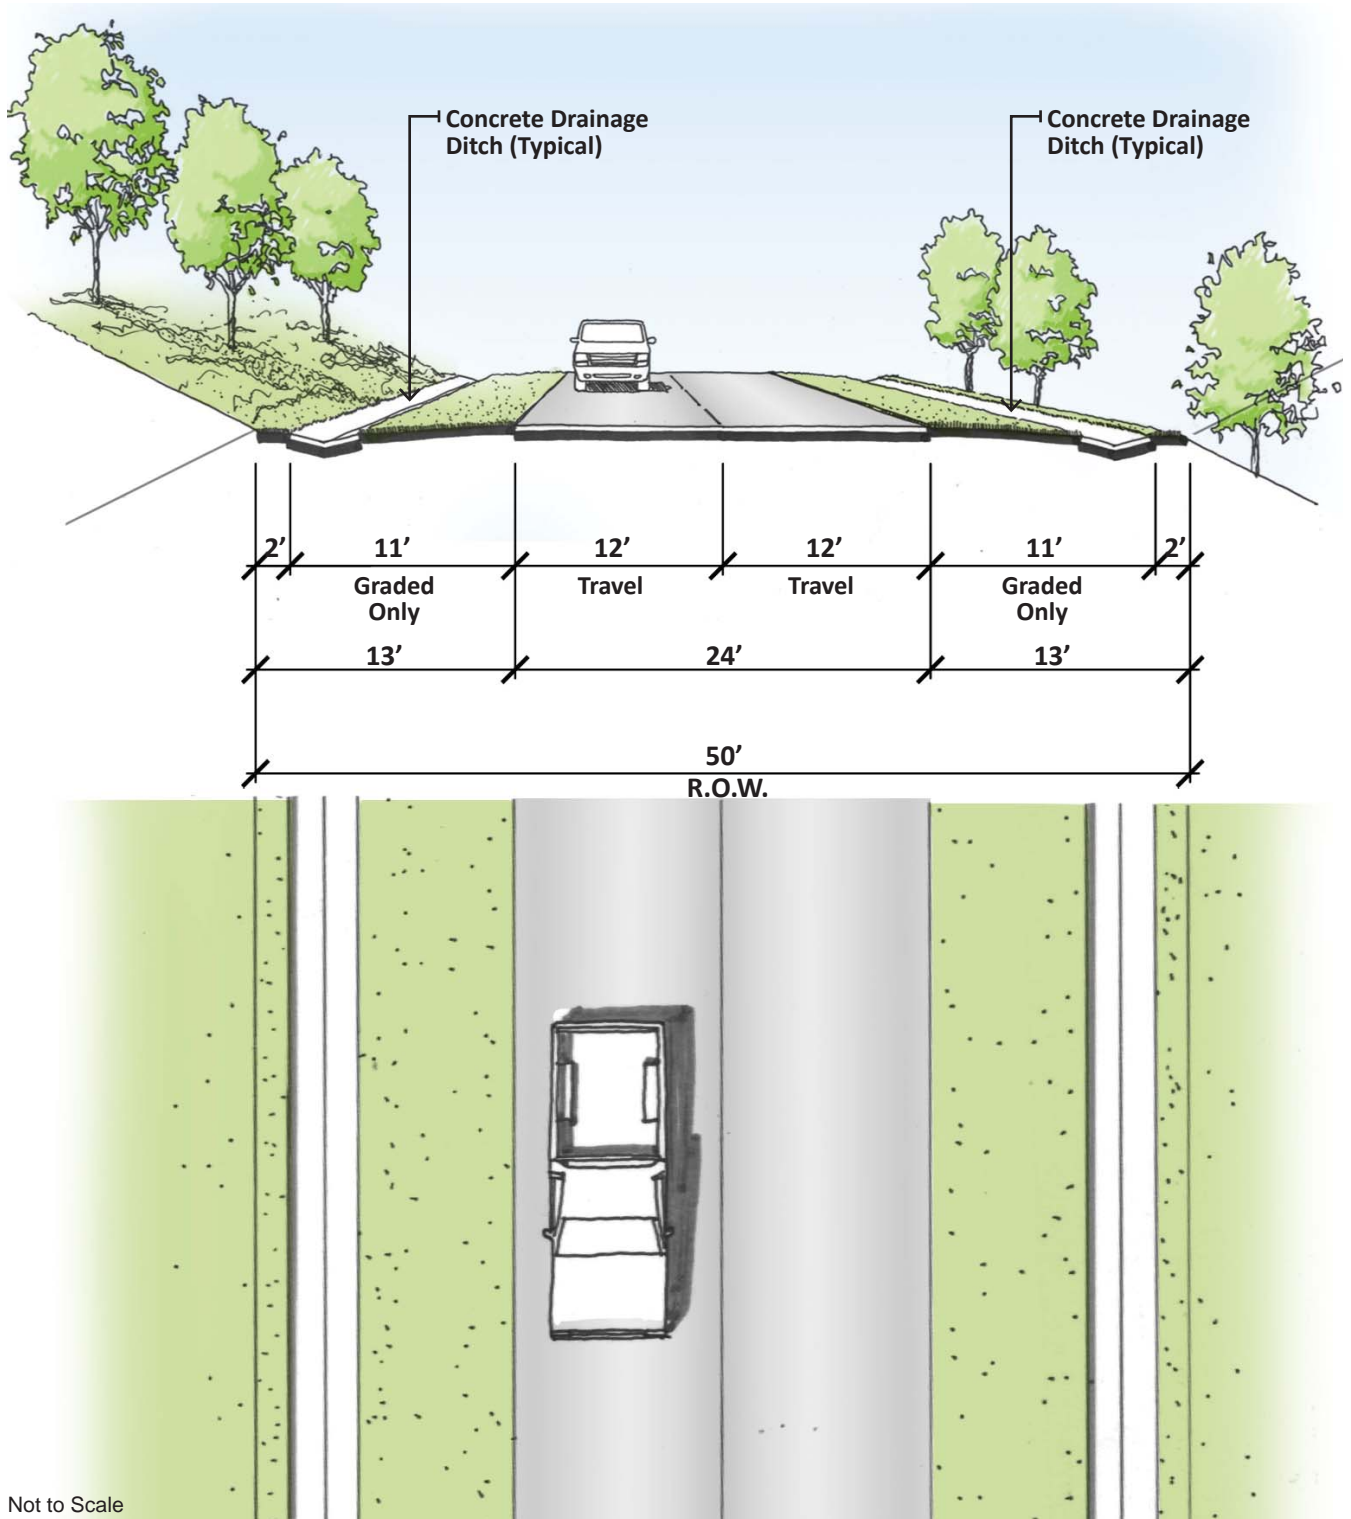 Concrete Drainage
Ditch (Typical)
Concrete Drainage
Ditch (Typical)
2’ 11’ 12’ 12’ 11’ 2’
Graded
Only
Travel
Travel
Graded
Only
13’ 24’ 13’
50’
R.O.W.
Not to Scale